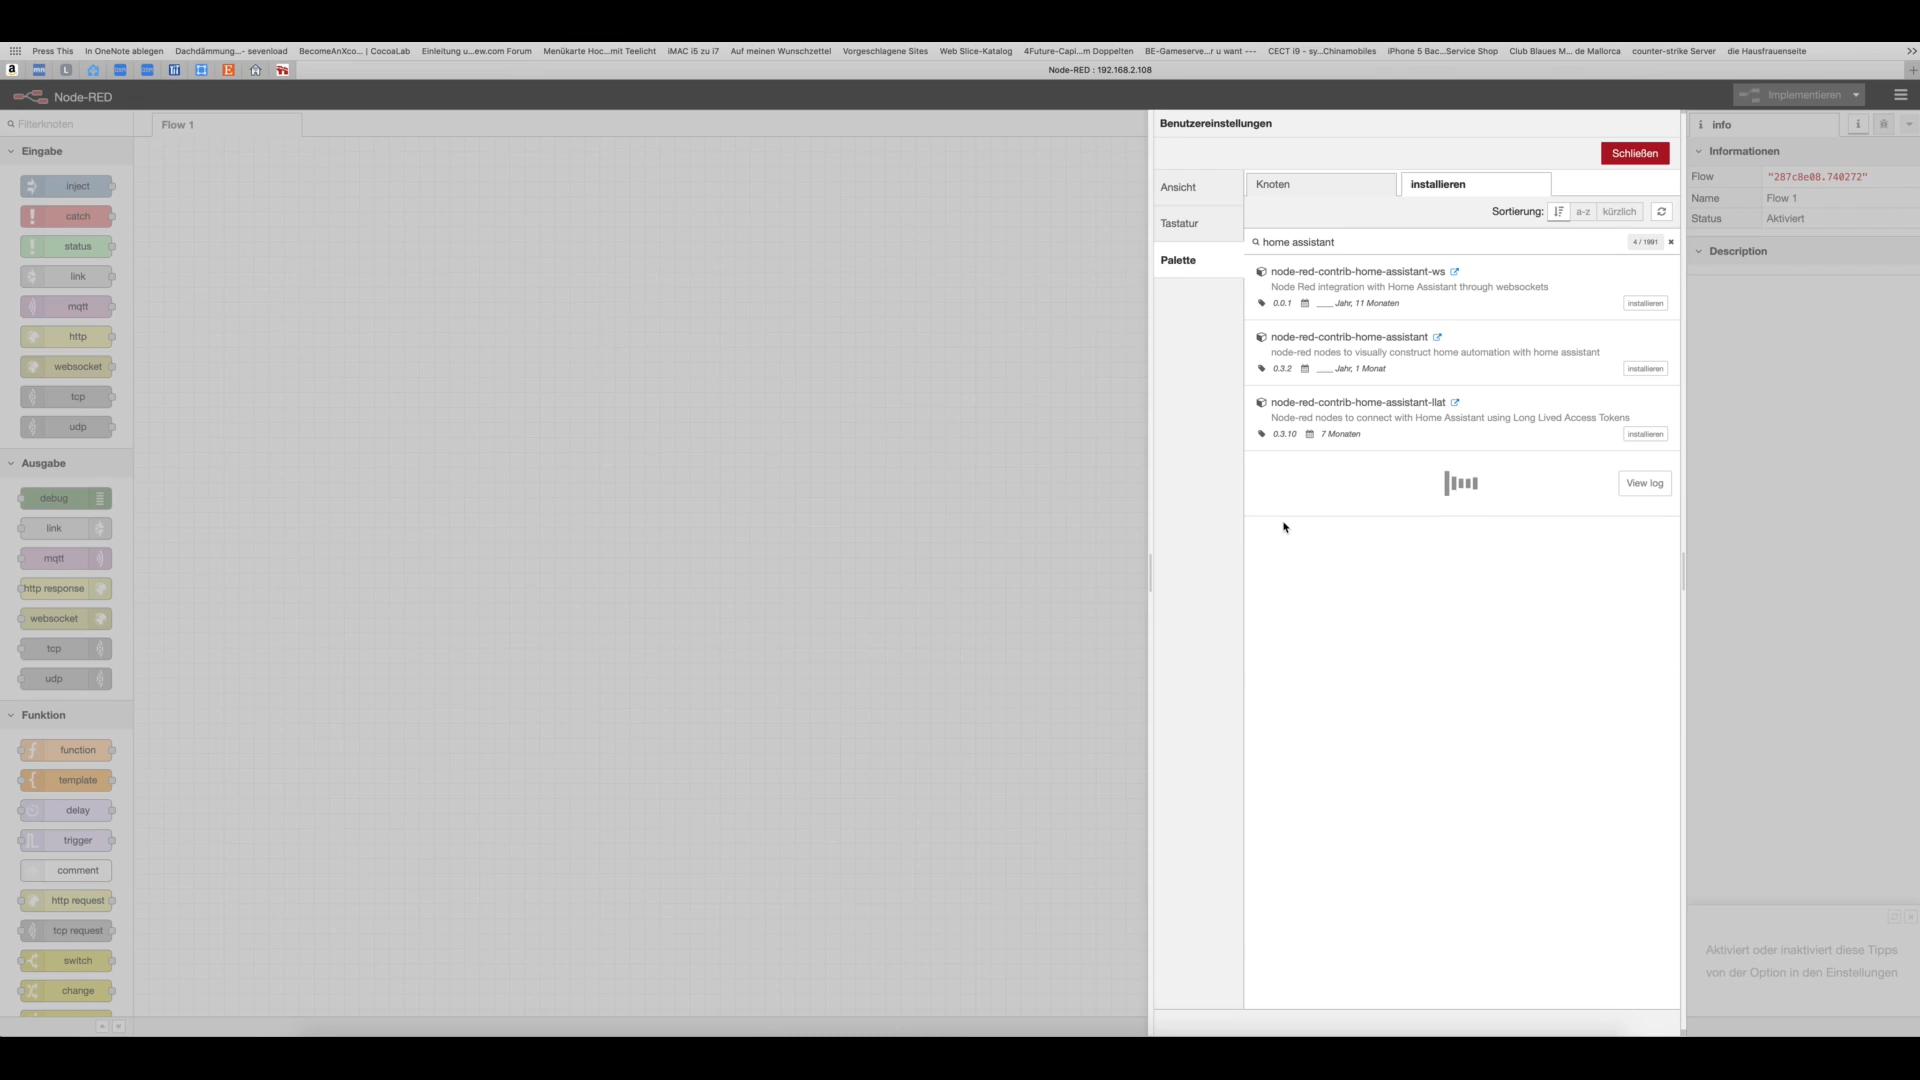 Press This In OneNote ablegen Dachdämmung...- sevenload BecomeAnXco... | CocoaLab Einleitung u...ew.com Forum Menükarte Hoc...mit Teelicht iMAC i5 zu i7 Auf meinen Wunschzettel Vorgeschlagene Sites Web Slice-Katalog 4Future-Capi...m Doppelten BE-Gameserve...r u want --- CECT i9 - sy...Chinamobiles iPhone 5 Bac...Service Shop Club Blaues M... de Mallorca counter-strike Server die Hausfrauenseite
Node-RED : 192.168.2.108
Node-RED
Implementieren
Filterknoten
Flow 1
Eingabe
inject
catch
status
link
mqtt
http
websocket
tcp
udp
Ausgabe
debug
link
mqtt
http response
websocket
tcp
udp
Funktion
function
template
delay
trigger
comment
http request
tcp request
switch
change
Benutzereinstellungen
Schließen
Ansicht
Tastatur
Palette
Knoten
installieren
Sortierung: a-z kürzlich
home assistant 4 / 1991
node-red-contrib-home-assistant-ws
Node Red integration with Home Assistant through websockets
0.0.1 ____ Jahr, 11 Monaten installieren
node-red-contrib-home-assistant
node-red nodes to visually construct home automation with home assistant
0.3.2 ____ Jahr, 1 Monat installieren
node-red-contrib-home-assistant-llat
Node-red nodes to connect with Home Assistant using Long Lived Access Tokens
0.3.10 7 Monaten installieren
View log
info
Informationen
Flow "287c8e08.740272"
Name Flow 1
Status Aktiviert
Description
Aktiviert oder inaktiviert diese Tipps
von der Option in den Einstellungen